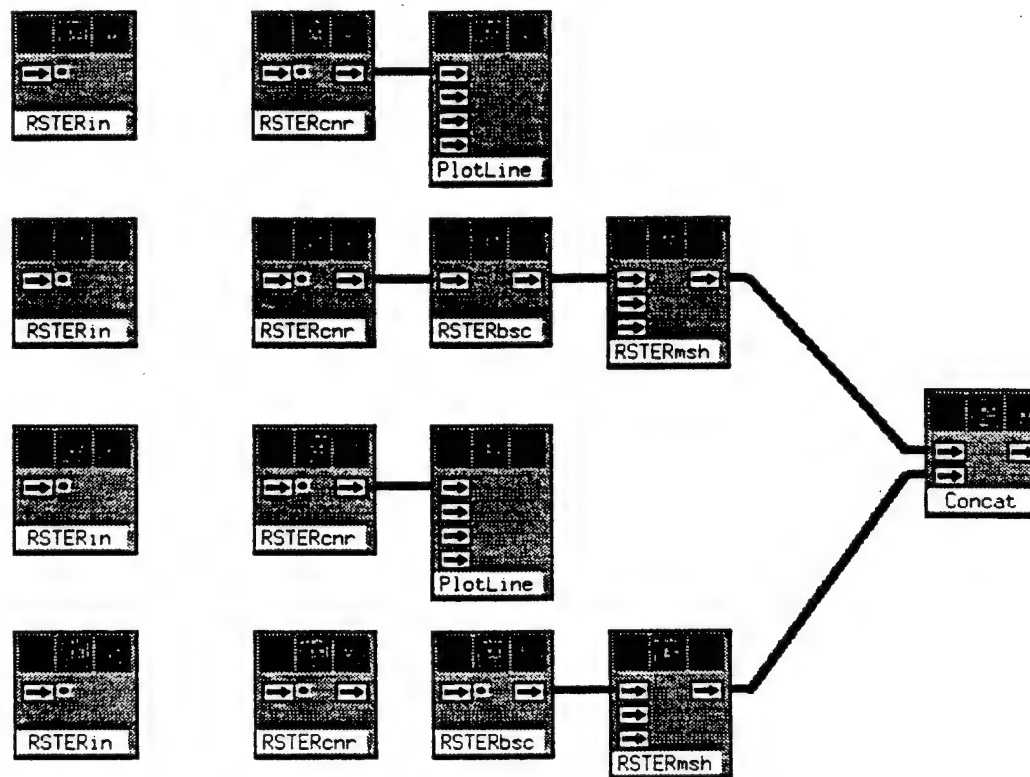 RSTERin
RSTERcnr
PlotLine
RSTERin
RSTERcnr
RSTERbsc
RSTERmsh
RSTERin
RSTERcnr
PlotLine
Concat
RSTERin
RSTERcnr
RSTERbsc
RSTERmsh